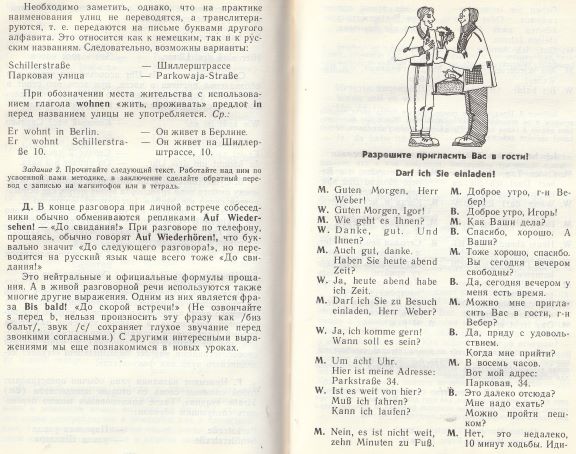 Необходимо заметить, однако, что на практике
наименования улиц не переводятся, а транслитери-
руются, т. е. передаются на письме буквами другого
алфавита. Это относится как к немецким, так и к рус-
ским названиям. Следовательно, возможны варианты:
Schillerstraße — Шиллерштрассе
Парковая улица — Parkowaja-Straße
При обозначении места жительства с использова-
нием глагола wohnen «жить, проживать» предлог in
перед названием улицы не употребляется. Ср.:
Er wohnt in Berlin. — Он живет в Берлине.
Er wohnt Schillerstra- — Он живет на Шиллер-
ße 10. штрассе, 10.
Задание 2. Прочитайте следующий текст. Работайте над ним по
усвоенной вами методике, в заключение сделайте обратный пере-
вод с записью на магнитофон или в тетрадь.
Д. В конце разговора при личной встрече собесед-
ники обычно обмениваются репликами Auf Wieder-
sehen! — «До свидания!» При разговоре по телефону,
прощаясь, обычно говорят Auf Wiederhören!, что бук-
вально значит «До следующего разговора!», но пере-
водится на русский язык чаще всего тоже «До сви-
дания!»
Это нейтральные и официальные формулы проща-
ния. А в живой разговорной речи используются также
многие другие выражения. Одним из них является фра-
за Bis bald! «До скорой встречи!» (Не озвончайте
s перед b, нельзя произносить эту фразу как /биз
бальт/, звук /с/ сохраняет глухое звучание перед
звонкими согласными.) С другими интересными выра-
жениями мы еще познакомимся в новых уроках.
Разрешите пригласить Вас в гости!
Darf ich Sie einladen!
M. Guten Morgen, Herr
Weber!
W. Guten Morgen, Igor!
M. Wie geht es Ihnen?
W. Danke, gut. Und
Ihnen?
M. Auch gut, danke.
Haben Sie heute abend
Zeit?
W. Ja, heute abend habe
ich Zeit.
M. Darf ich Sie zu Besuch
einladen, Herr Weber?
W. Ja, ich komme gern!
Wann soll es sein?
M. Um acht Uhr.
Hier ist meine Adresse:
Parkstraße 34.
W. Ist es weit von hier?
Muß ich fahren?
Kann ich laufen?
M. Nein, es ist nicht weit,
zehn Minuten zu Fuß.
М. Доброе утро, г-н Ве-
бер!
В. Доброе утро, Игорь!
М. Как Ваши дела?
В. Спасибо, хорошо. А
Ваши?
М. Тоже хорошо, спасибо.
Вы сегодня вечером
свободны?
В. Да, сегодня вечером у
меня есть время.
М. Можно мне пригла-
сить Вас в гости, г-н
Вебер?
В. Да, приду с удоволь-
ствием.
Когда мне прийти?
М. В восемь часов.
Вот мой адрес:
Парковая, 34.
В. Это далеко отсюда?
Мне надо ехать?
Можно пройти пеш-
ком?
М. Нет, это недалеко,
10 минут ходьбы. Иди-